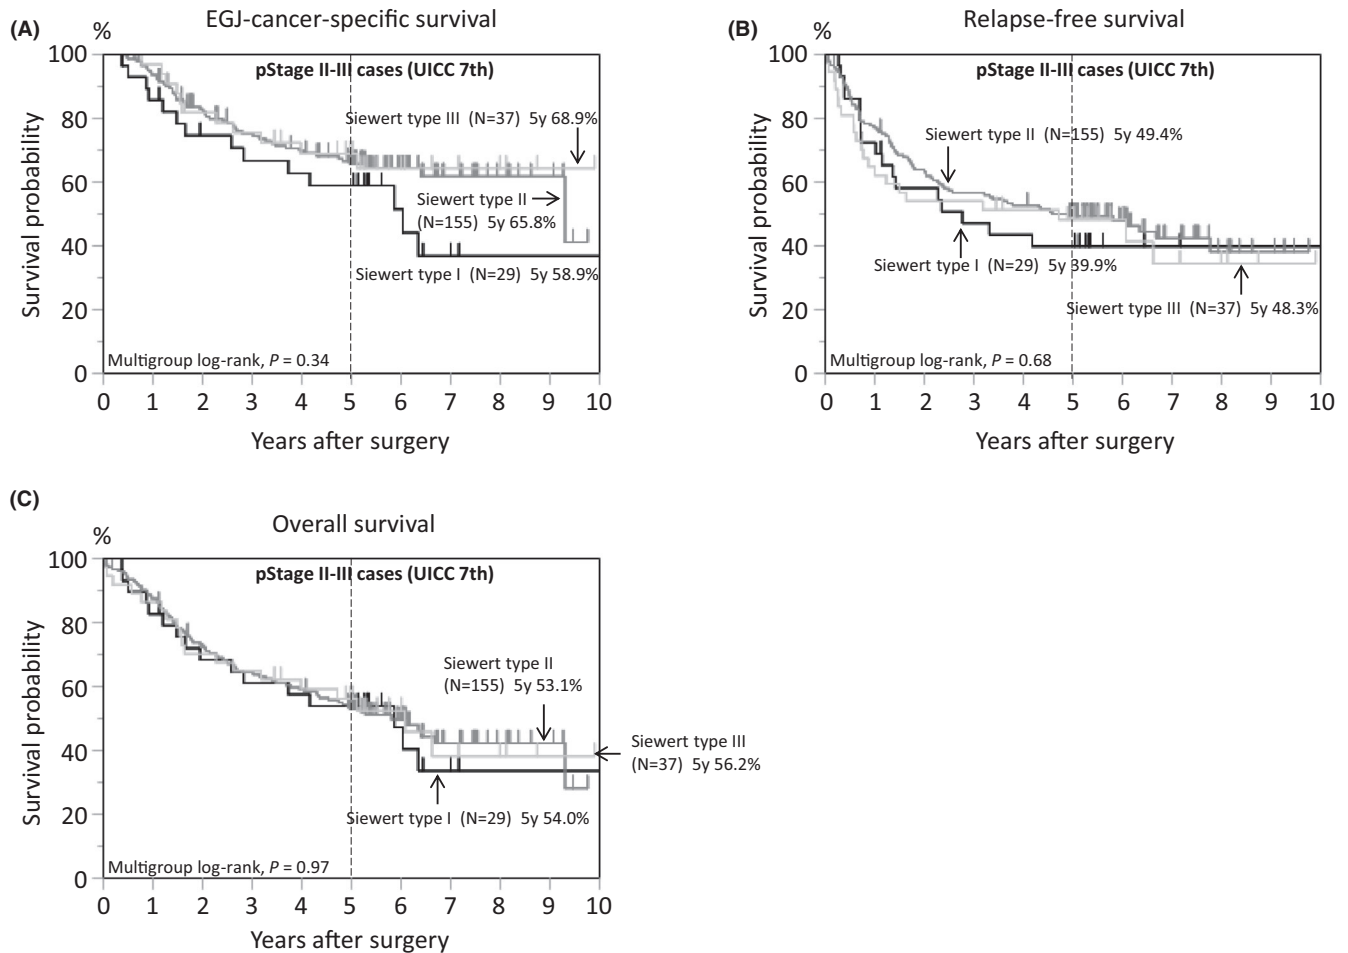 (A)
EGJ-cancer-specific survival
%
pStage II-III cases (UICC 7th)
Siewert type III (N=37) 5y 68.9%
Siewert type II
(N=155) 5y 65.8%
Siewert type I (N=29) 5y 58.9%
Multigroup log-rank, P = 0.34
Survival probability
100
80
60
40
20
0
0 1 2 3 4 5 6 7 8 9 10
Years after surgery
(B)
Relapse-free survival
%
pStage II-III cases (UICC 7th)
Siewert type II (N=155) 5y 49.4%
Siewert type I (N=29) 5y 39.9%
Siewert type III (N=37) 5y 48.3%
Multigroup log-rank, P = 0.68
Survival probability
100
80
60
40
20
0
0 1 2 3 4 5 6 7 8 9 10
Years after surgery
(C)
Overall survival
%
pStage II-III cases (UICC 7th)
Siewert type II
(N=155) 5y 53.1%
Siewert type III
(N=37) 5y 56.2%
Siewert type I (N=29) 5y 54.0%
Multigroup log-rank, P = 0.97
Survival probability
100
80
60
40
20
0
0 1 2 3 4 5 6 7 8 9 10
Years after surgery